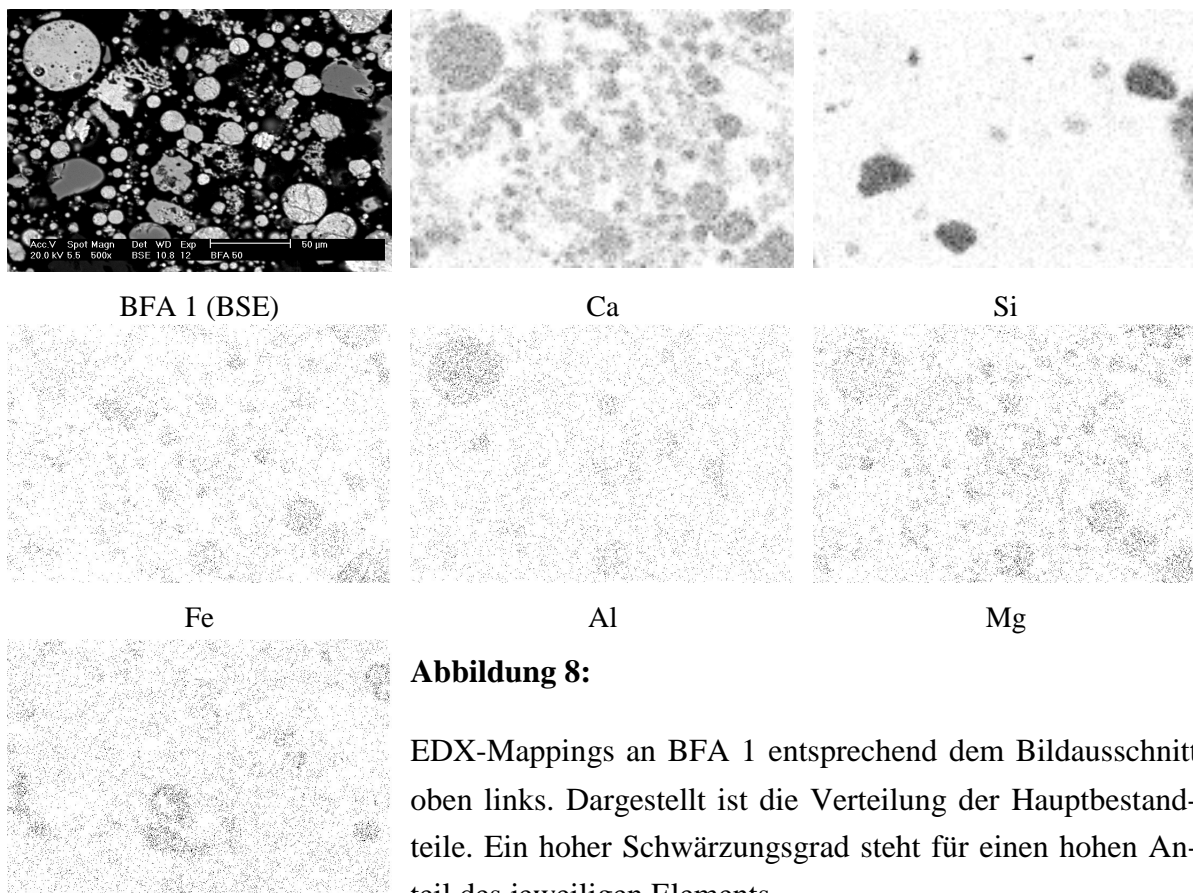 Acc.V Spot Magn Det WD Exp 50 µm
20.0 kV 5.5 500x BSE 10.8 12 BFA 50
BFA 1 (BSE) Ca Si
Fe Al Mg
Abbildung 8:
EDX-Mappings an BFA 1 entsprechend dem Bildausschnitt
oben links. Dargestellt ist die Verteilung der Hauptbestand-
teile. Ein hoher Schwärzungsgrad steht für einen hohen An-
teil des jeweiligen Elements